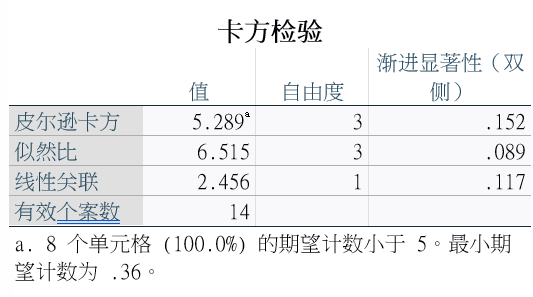 卡方检验
值 自由度 渐进显著性（双侧）
皮尔逊卡方 5.289a 3 .152
似然比 6.515 3 .089
线性关联 2.456 1 .117
有效个案数 14
a. 8 个单元格 (100.0%) 的期望计数小于 5。最小期
望计数为 .36。